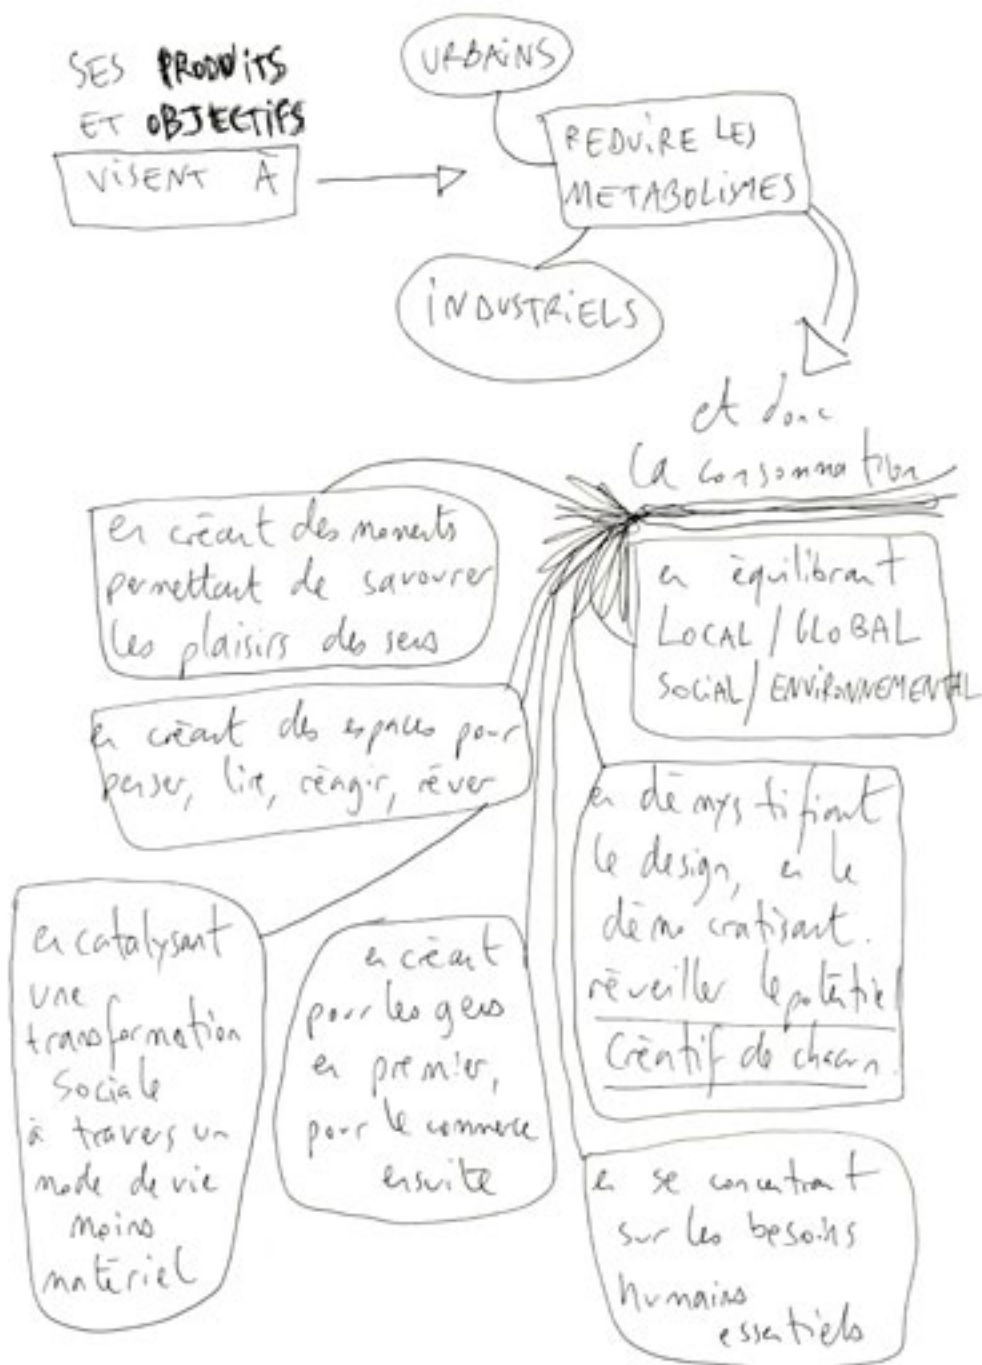 SES PRODUITS
ET OBJECTIFS
VISENT À
URBAINS
REDUIRE LES
METABOLISMES
INDUSTRIELS
et donc
la consommation
en créant des moments
permettant de savourer
les plaisirs des sens
en équilibrant
LOCAL / GLOBAL
SOCIAL / ENVIRONNEMENTAL
en créant des espaces pour
penser, lire, réagir, rêver
en démystifiant
le design, en le
démocratisant.
réveiller le potentiel
créatif de chacun.
en catalysant
une
transformation
sociale
à travers un
mode de vie
moins
matériel
en créant
pour les gens
en premier,
pour le commerce
ensuite
en se concentrant
sur les besoins
humains
essentiels